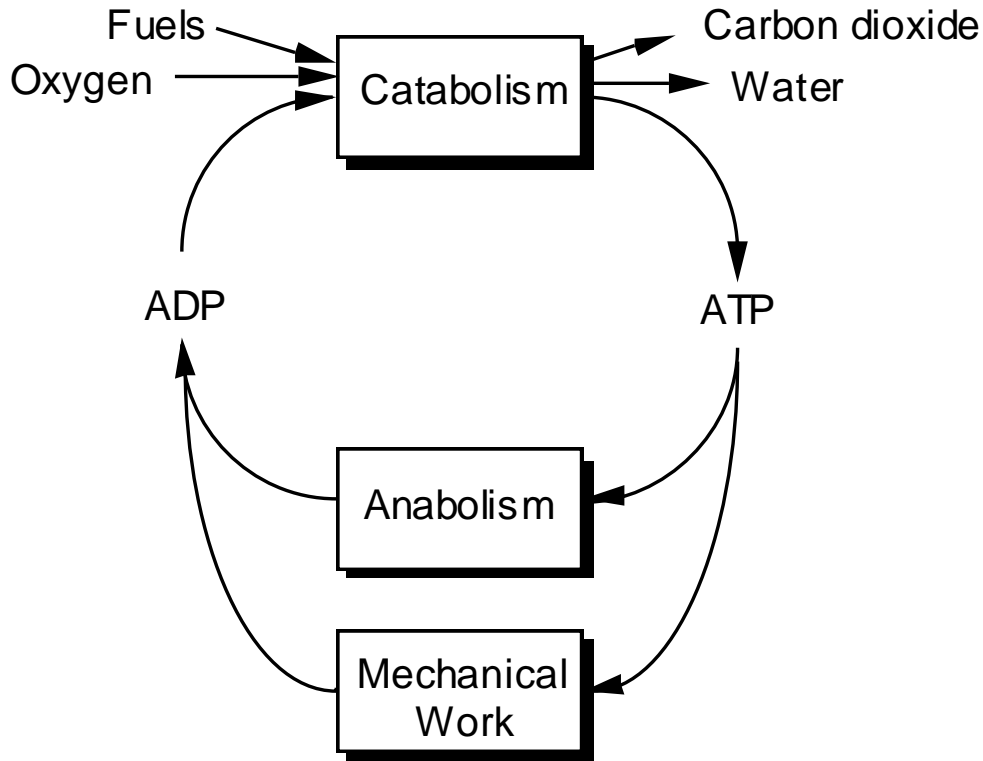 Fuels
Carbon dioxide
Oxygen
Catabolism
Water
ADP
ATP
Anabolism
Mechanical
Work